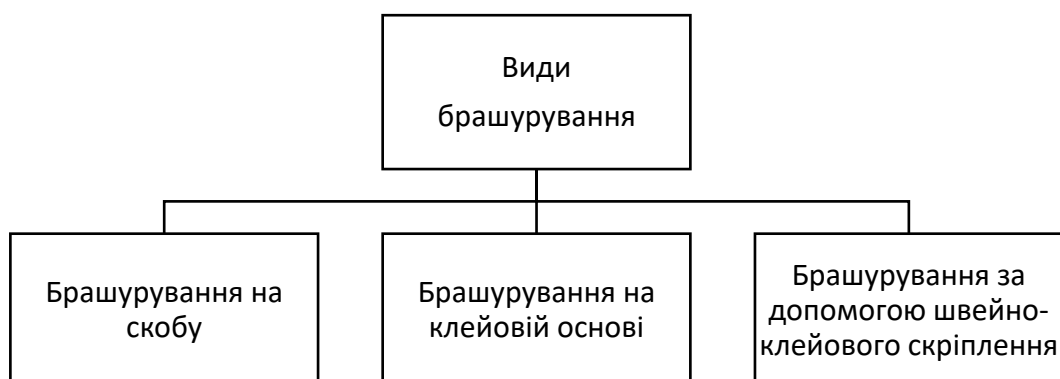 Види
брашурування
Брашурування на
скобу
Брашурування на
клейовій основі
Брашурування за
допомогою швейно-
клейового скріплення